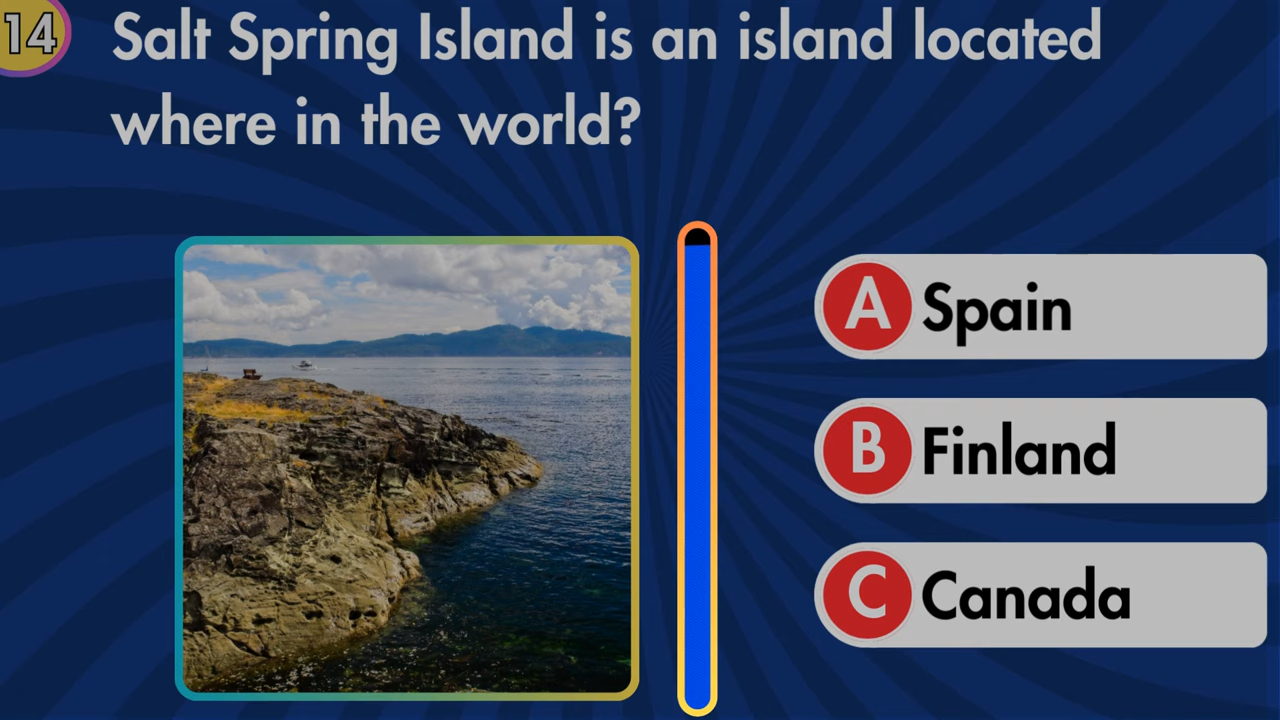 14
Salt Spring Island is an island located
where in the world?
A Spain
B Finland
C Canada